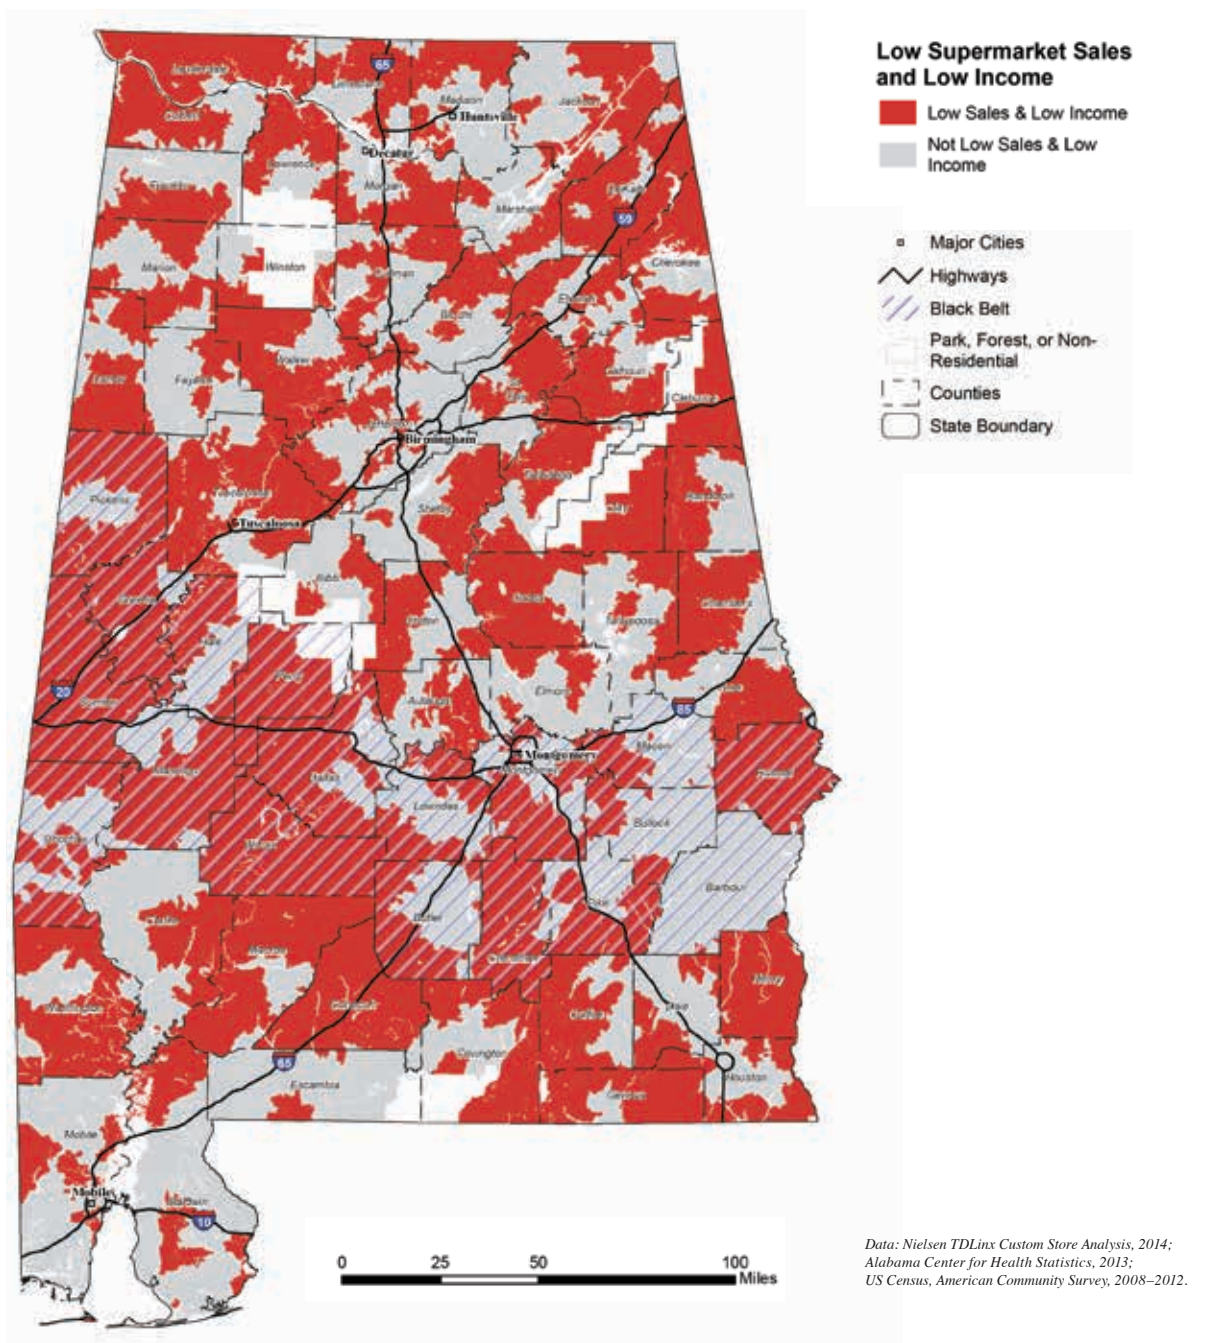 Low Supermarket Sales
and Low Income
Low Sales & Low Income
Not Low Sales & Low
Income
Major Cities
Highways
Black Belt
Park, Forest, or Non-
Residential
Counties
State Boundary
65
Limestone
Madison
Huntsville
Jackson
Colbert
Decatur
Lawrence
Franklin
Morgan
DeKalb
Marshall
59
Marion
Winston
Cullman
Cherokee
Etowah
Blount
Walker
Lamar
Fayette
Calhoun
Cleburne
Jefferson
Birmingham
Talladega
Pickens
Tuscaloosa
Randolph
Clay
Shelby
Tuscaloosa
Bibb
Greene
Coosa
Chambers
Tallapoosa
Chilton
Hale
Perry
20
Sumter
Elmore
Autauga
Lee
85
Macon
Montgomery
Montgomery
Russell
Marengo
Dallas
Lowndes
Bullock
Choctaw
Wilcox
Barbour
Butler
Pike
Clarke
Monroe
Crenshaw
Washington
Conecuh
Coffee
Dale
Henry
65
Covington
Escambia
Houston
Geneva
Mobile
Mobile
Baldwin
10
0 25 50 100
Miles
Data: Nielsen TDLinx Custom Store Analysis, 2014;
Alabama Center for Health Statistics, 2013;
US Census, American Community Survey, 2008–2012.